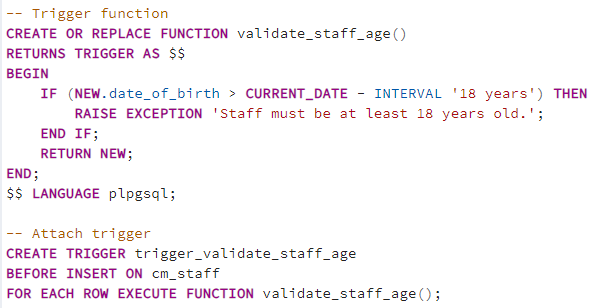 -- Trigger function
CREATE OR REPLACE FUNCTION validate_staff_age()
RETURNS TRIGGER AS $$
BEGIN
    IF (NEW.date_of_birth > CURRENT_DATE - INTERVAL '18 years') THEN
        RAISE EXCEPTION 'Staff must be at least 18 years old.';
    END IF;
    RETURN NEW;
END;
$$ LANGUAGE plpgsql;

-- Attach trigger
CREATE TRIGGER trigger_validate_staff_age
BEFORE INSERT ON cm_staff
FOR EACH ROW EXECUTE FUNCTION validate_staff_age();